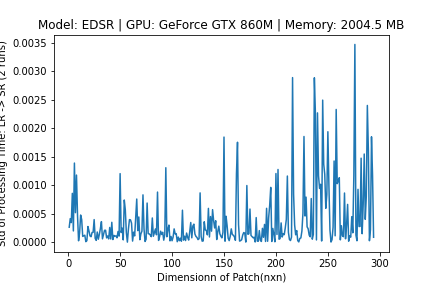 Model: EDSR | GPU: GeForce GTX 860M | Memory: 2004.5 MB
Std of Processing Time: LR -> SR (2 runs)
0.0035
0.0030
0.0025
0.0020
0.0015
0.0010
0.0005
0.0000
0 50 100 150 200 250 300
Dimensionn of Patch(nxn)